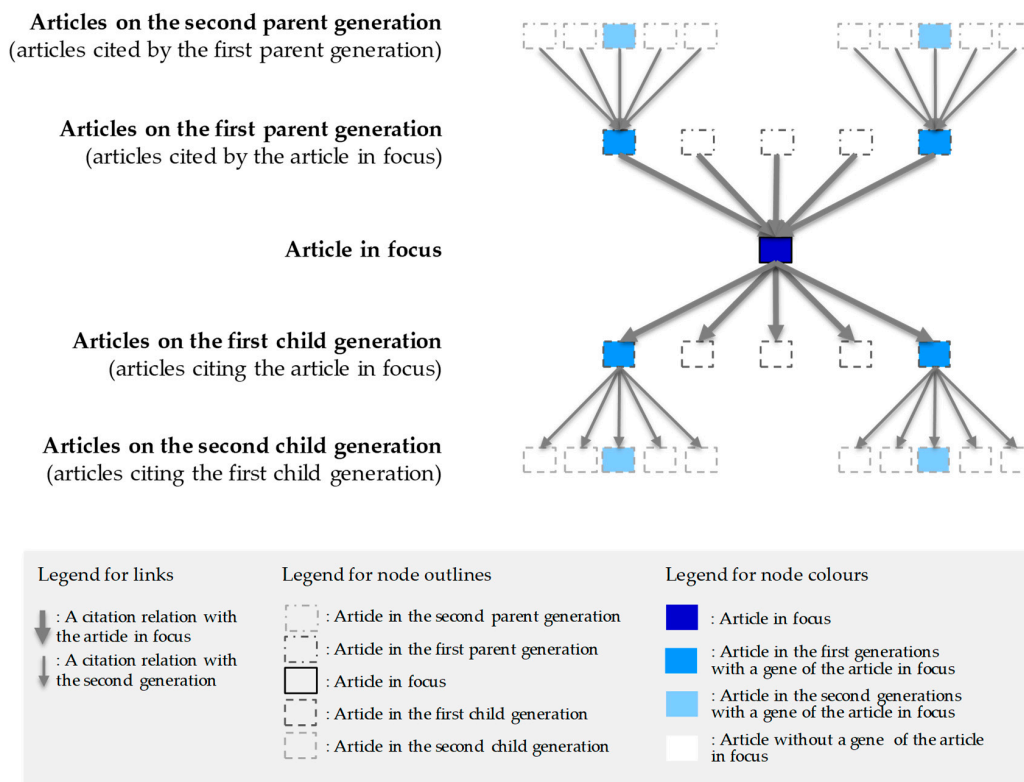 Articles on the second parent generation
(articles cited by the first parent generation)
Articles on the first parent generation
(articles cited by the article in focus)
Article in focus
Articles on the first child generation
(articles citing the article in focus)
Articles on the second child generation
(articles citing the first child generation)
Legend for links
: A citation relation with
the article in focus
: A citation relation with
the second generation
Legend for node outlines
: Article in the second parent generation
: Article in the first parent generation
: Article in focus
: Article in the first child generation
: Article in the second child generation
Legend for node colours
: Article in focus
: Article in the first generations
with a gene of the article in focus
: Article in the second generations
with a gene of the article in focus
: Article without a gene of the article
in focus